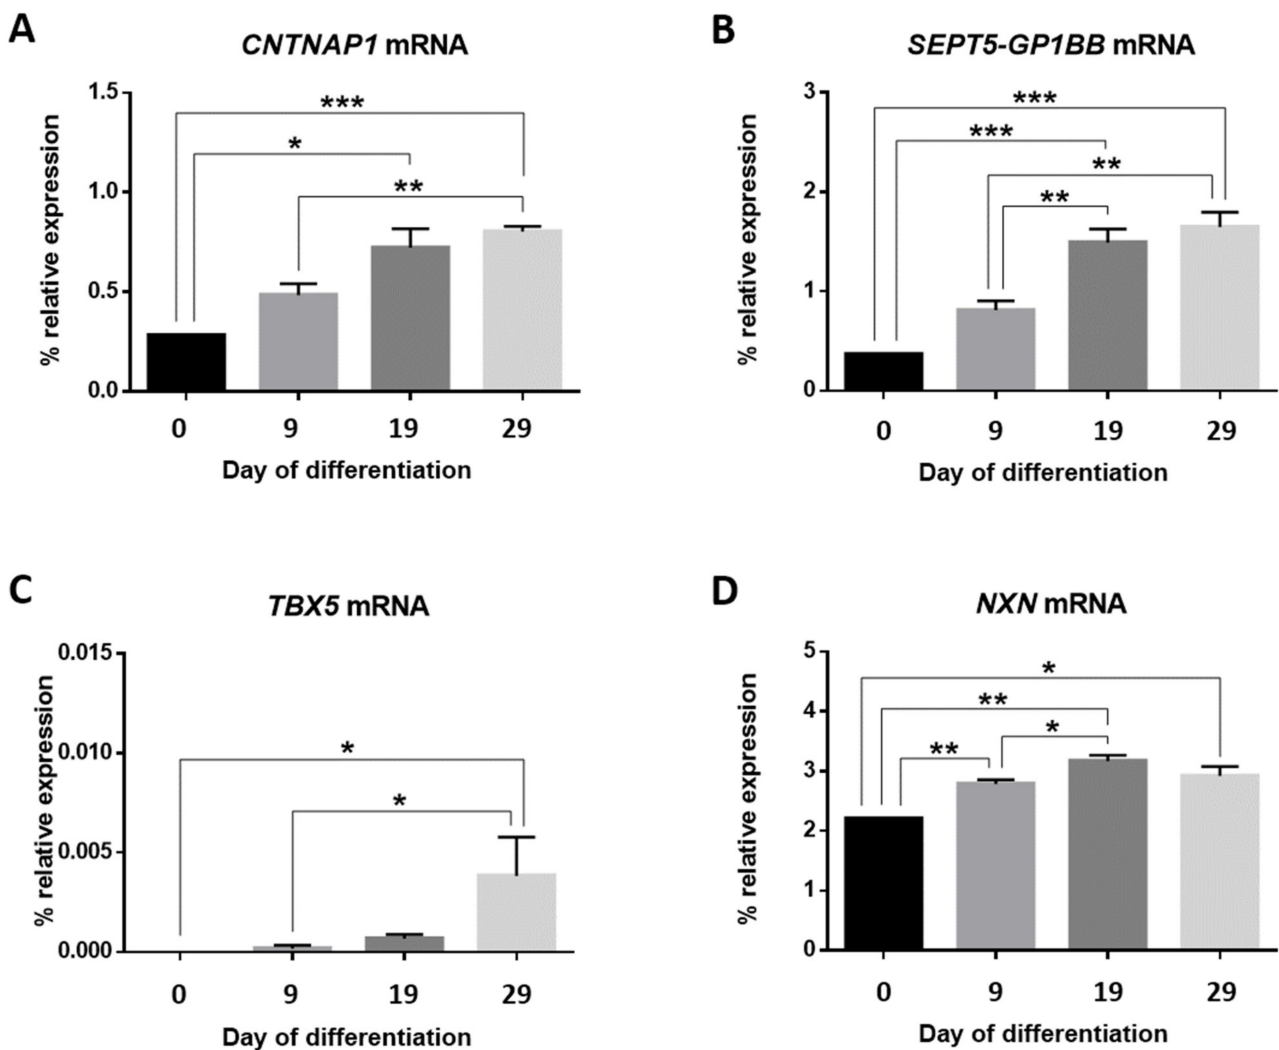 A
CNTNAP1 mRNA
% relative expression
1.5
1.0
0.5
0.0
***
*
**
0 9 19 29
Day of differentiation
B
SEPT5-GP1BB mRNA
% relative expression
3
2
1
0
***
***
**
**
0 9 19 29
Day of differentiation
C
TBX5 mRNA
% relative expression
0.015
0.010
0.005
0.000
*
*
0 9 19 29
Day of differentiation
D
NXN mRNA
% relative expression
5
4
3
2
1
0
*
**
*
**
0 9 19 29
Day of differentiation